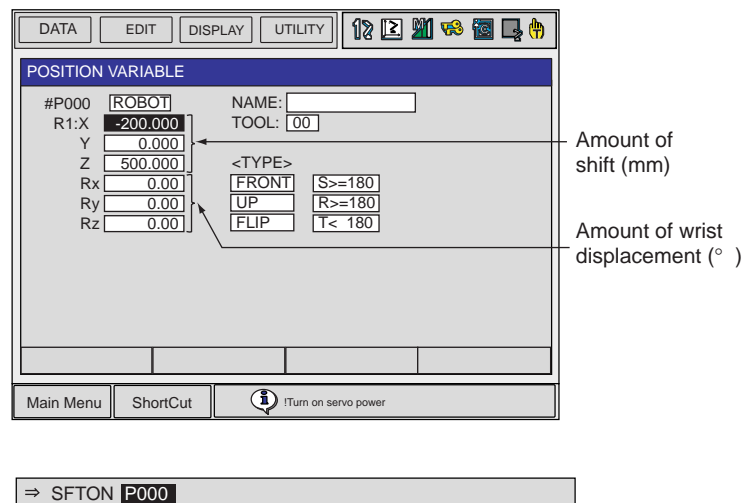 DATA EDIT DISPLAY UTILITY
POSITION VARIABLE
#P000 ROBOT NAME:
R1:X -200.000 TOOL: 00
Y 0.000
Z 500.000 <TYPE>
Rx 0.00 FRONT S>=180
Ry 0.00 UP R>=180
Rz 0.00 FLIP T< 180
Amount of
shift (mm)
Amount of wrist
displacement (° )
Main Menu ShortCut !Turn on servo power
⇒ SFTON P000